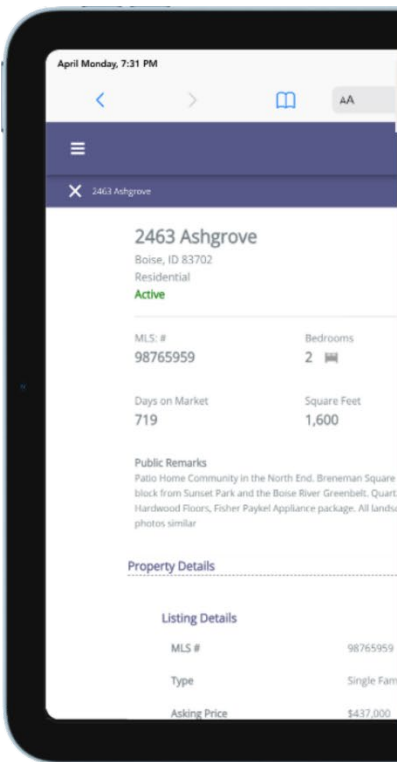 April Monday, 7:31 PM
AA
2463 Ashgrove
2463 Ashgrove
Boise, ID 83702
Residential
Active
MLS: # Bedrooms
98765959 2
Days on Market Square Feet
719 1,600
Public Remarks
Patio Home Community in the North End. Breneman Square
block from Sunset Park and the Boise River Greenbelt. Quart
Hardwood Floors, Fisher Paykel Appliance package. All landsc
photos similar
Property Details
Listing Details
MLS # 98765959
Type Single Fam
Asking Price $437,000